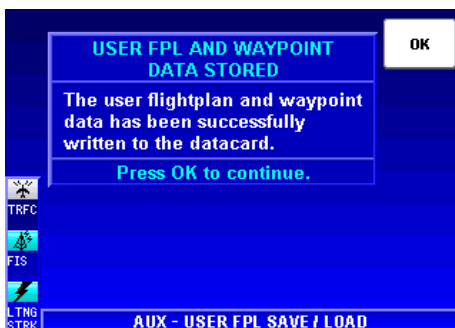 USER FPL AND WAYPOINT
DATA STORED
OK
The user flightplan and waypoint
data has been successfully
written to the datacard.
Press OK to continue.
TRFC
FIS
LTNG
STRK
AUX - USER FPL SAVE / LOAD